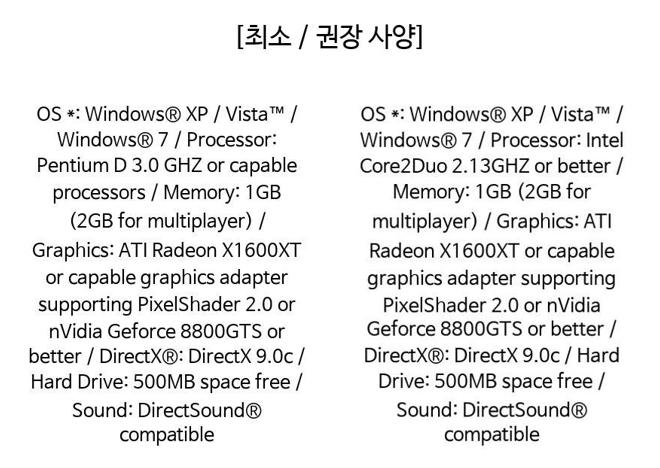 [최소 / 권장 사양]
OS *: Windows® XP / Vista™ /
Windows® 7 / Processor:
Pentium D 3.0 GHZ or capable
processors / Memory: 1GB
(2GB for multiplayer) /
Graphics: ATI Radeon X1600XT
or capable graphics adapter
supporting PixelShader 2.0 or
nVidia Geforce 8800GTS or
better / DirectX®: DirectX 9.0c /
Hard Drive: 500MB space free /
Sound: DirectSound®
compatible
OS *: Windows® XP / Vista™ /
Windows® 7 / Processor: Intel
Core2Duo 2.13GHZ or better /
Memory: 1GB (2GB for
multiplayer) / Graphics: ATI
Radeon X1600XT or capable
graphics adapter supporting
PixelShader 2.0 or nVidia
Geforce 8800GTS or better /
DirectX®: DirectX 9.0c / Hard
Drive: 500MB space free /
Sound: DirectSound®
compatible